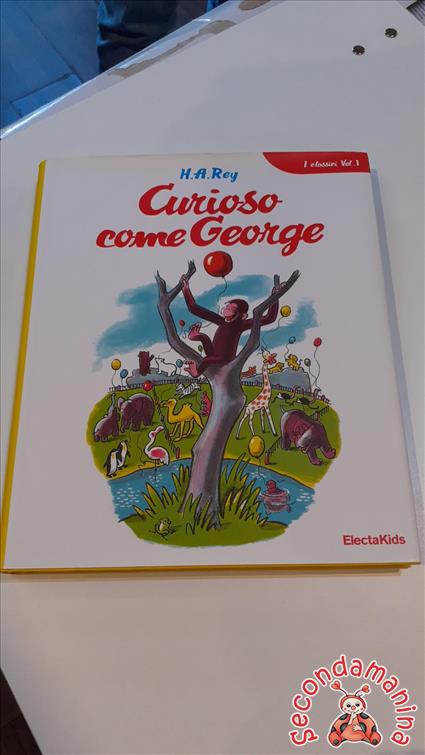 I classici Vol.1
H.A.Rey
Curioso
come George
ElectaKids
Secondamanina